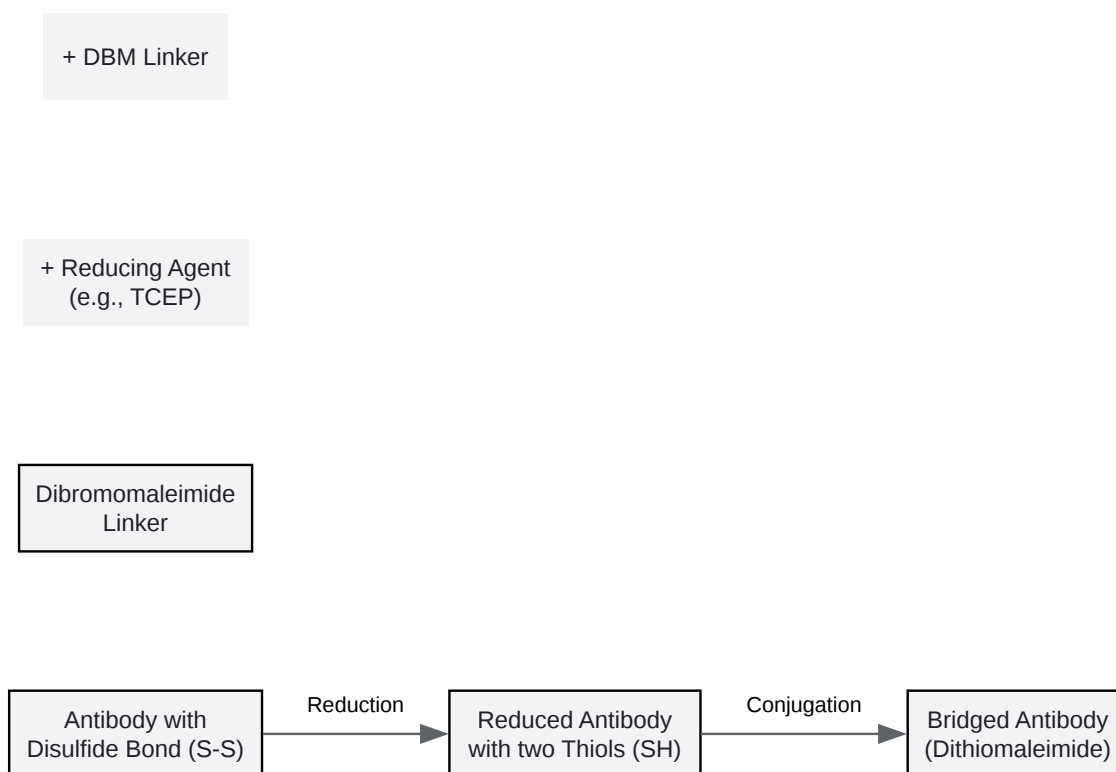 + DBM Linker
+ Reducing Agent
(e.g., TCEP)
Dibromomaleimide
Linker
Antibody with
Disulfide Bond (S-S)
Reduction
Reduced Antibody
with two Thiols (SH)
Conjugation
Bridged Antibody
(Dithiomaleimide)